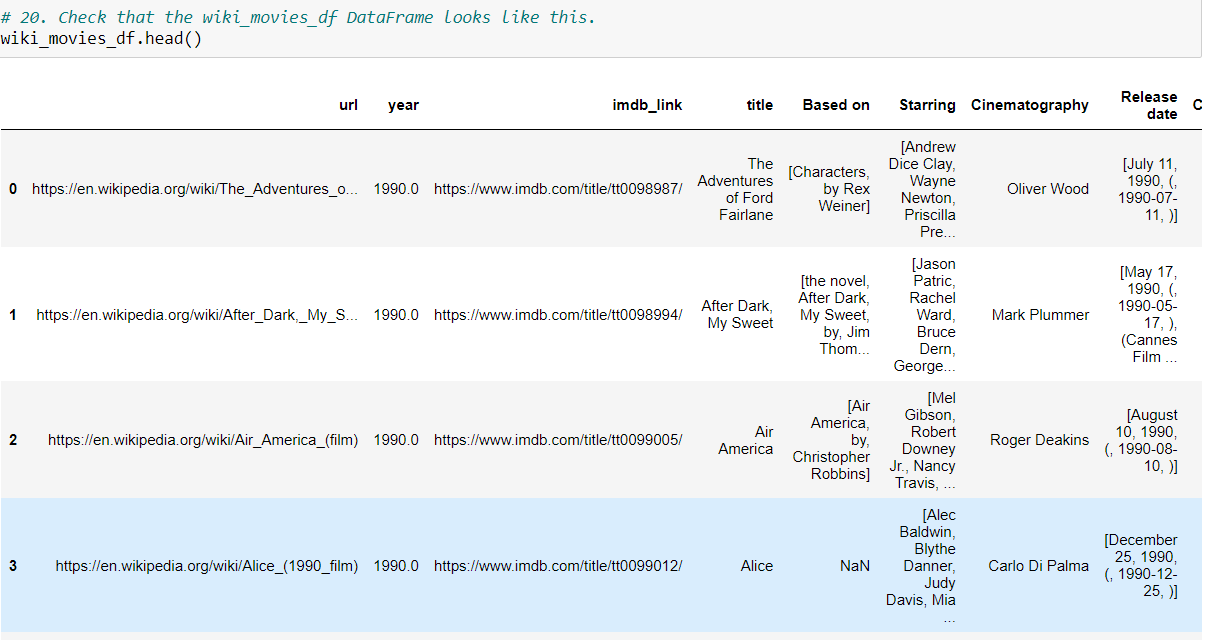 # 20. Check that the wiki_movies_df DataFrame looks like this.
wiki_movies_df.head()
url year imdb_link title Based on Starring Cinematography Release date C
0 https://en.wikipedia.org/wiki/The_Adventures_o... 1990.0 https://www.imdb.com/title/tt0098987/ The Adventures of Ford Fairlane [Characters, by Rex Weiner] [Andrew Dice Clay, Wayne Newton, Priscilla Pre... Oliver Wood [July 11, 1990, (, 1990-07-11, )]
1 https://en.wikipedia.org/wiki/After_Dark,_My_S... 1990.0 https://www.imdb.com/title/tt0098994/ After Dark, My Sweet [the novel, After Dark, My Sweet, by, Jim Thom... [Jason Patric, Rachel Ward, Bruce Dern, George... Mark Plummer [May 17, 1990, (, 1990-05-17, ), (Cannes Film ...
2 https://en.wikipedia.org/wiki/Air_America_(film) 1990.0 https://www.imdb.com/title/tt0099005/ Air America [Air America, by, Christopher Robbins] [Mel Gibson, Robert Downey Jr., Nancy Travis, ... Roger Deakins [August 10, 1990, (, 1990-08-10, )]
3 https://en.wikipedia.org/wiki/Alice_(1990_film) 1990.0 https://www.imdb.com/title/tt0099012/ Alice NaN [Alec Baldwin, Blythe Danner, Judy Davis, Mia ... Carlo Di Palma [December 25, 1990, (, 1990-12-25, )]